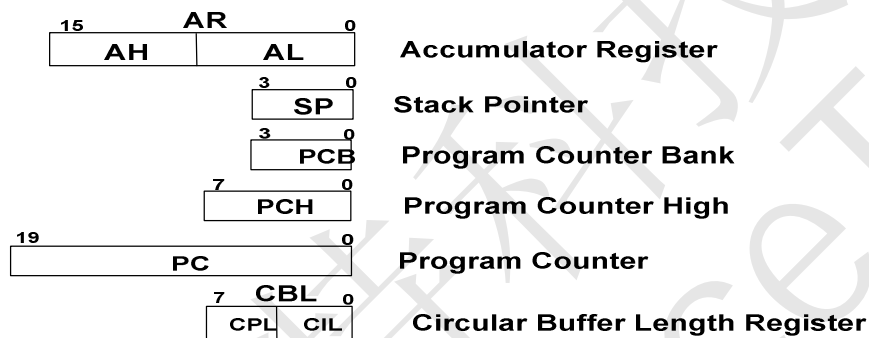 15 AR 0
AH AL Accumulator Register
3 0
SP Stack Pointer
3 0
PCB Program Counter Bank
7 0
PCH Program Counter High
19 0
PC Program Counter
7 CBL 0
CPL CIL Circular Buffer Length Register
科技